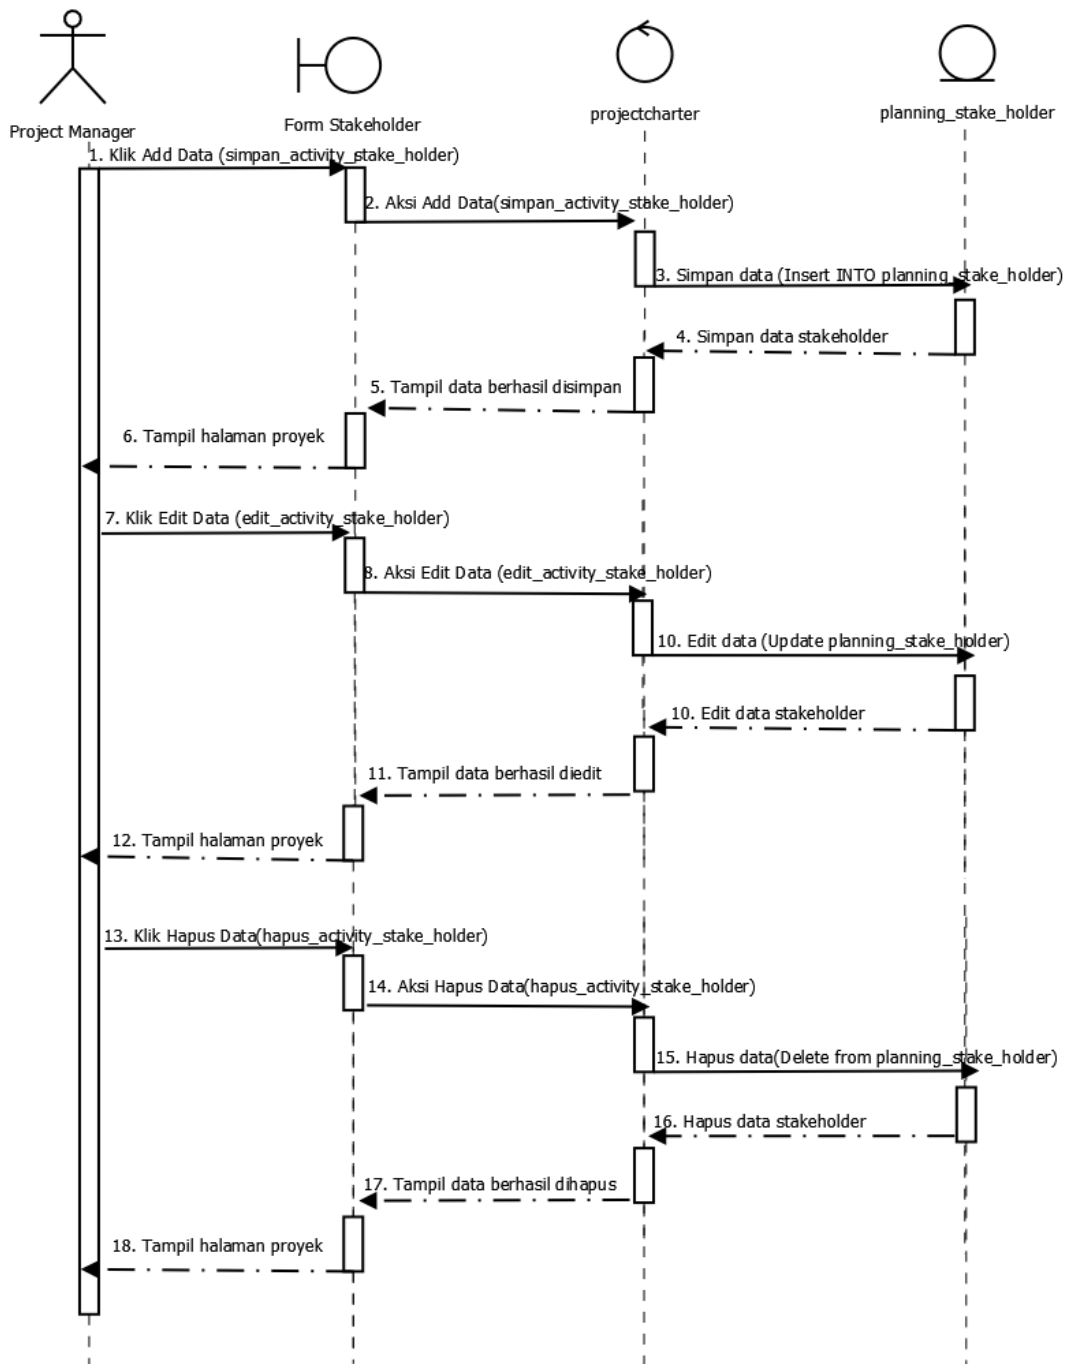 Project Manager
Form Stakeholder
projectcharter
planning_stake_holder
1. Klik Add Data (simpan_activity_stake_holder)
2. Aksi Add Data(simpan_activity_stake_holder)
3. Simpan data (Insert INTO planning_stake_holder)
4. Simpan data stakeholder
5. Tampil data berhasil disimpan
6. Tampil halaman proyek
7. Klik Edit Data (edit_activity_stake_holder)
8. Aksi Edit Data (edit_activity_stake_holder)
10. Edit data (Update planning_stake_holder)
10. Edit data stakeholder
11. Tampil data berhasil diedit
12. Tampil halaman proyek
13. Klik Hapus Data(hapus_activity_stake_holder)
14. Aksi Hapus Data(hapus_activity_stake_holder)
15. Hapus data(Delete from planning_stake_holder)
16. Hapus data stakeholder
17. Tampil data berhasil dihapus
18. Tampil halaman proyek